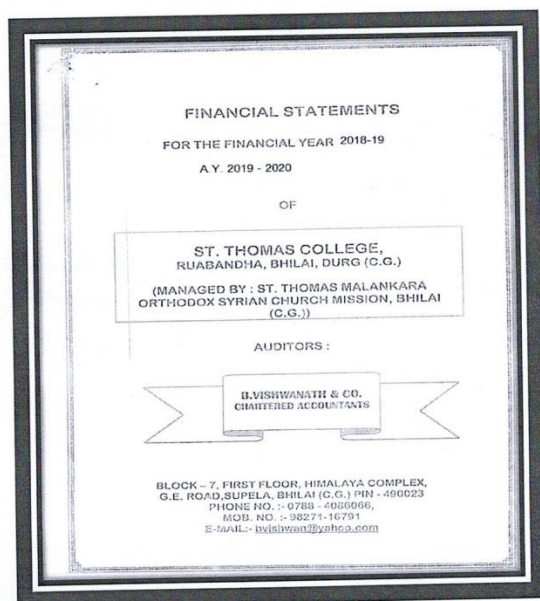 FINANCIAL STATEMENTS
FOR THE FINANCIAL YEAR 2018-19
A.Y. 2019 - 2020
OF
ST. THOMAS COLLEGE,
RUABANDHA, BHILAI, DURG (C.G.)
(MANAGED BY : ST. THOMAS MALANKARA
ORTHODOX SYRIAN CHURCH MISSION, BHILAI
(C.G.))
AUDITORS :
B.VISHWANATH & CO.
CHARTERED ACCOUNTANTS
BLOCK – 7, FIRST FLOOR, HIMALAYA COMPLEX,
G.E. ROAD,SUPELA, BHILAI (C.G.) PIN - 490023
PHONE NO. :- 0788 - 4086066,
MOB. NO. :- 98271-16791
E-MAIL:- bvishwan@yahoo.com